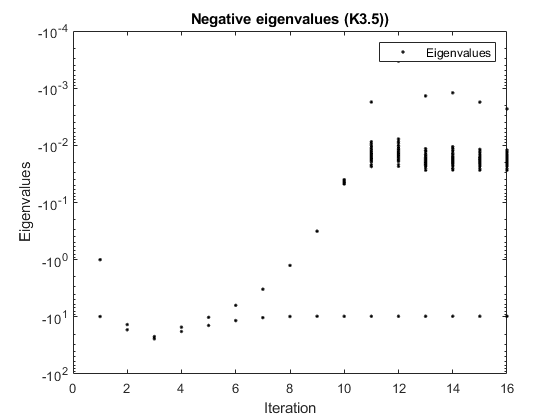 Negative eigenvalues (K3.5))
Eigenvalues
-10^-4
-10^-3
-10^-2
-10^-1
-10^0
-10^1
-10^2
Eigenvalues
0 2 4 6 8 10 12 14 16
Iteration